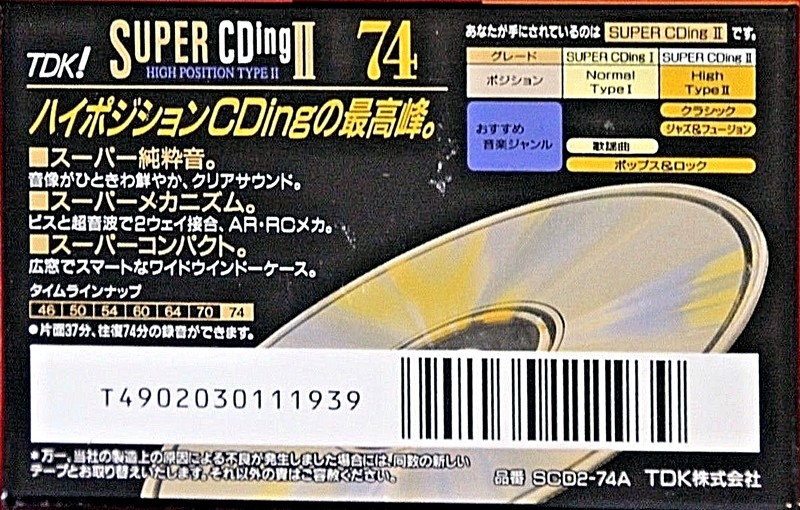 TDK! SUPER CDing II 74
HIGH POSITION TYPE II
ハイポジションCDingの最高峰。
■スーパー純粋音。
音像がひときわ鮮やか、クリアサウンド。
■スーパーメカニズム。
ビスと超音波で2ウェイ接合、AR・RCメカ。
■スーパーコンパクト。
広窓でスマートなワイドウインドーケース。
タイムラインナップ
46 50 54 60 64 70 74
●片面37分、往復74分の録音ができます。
あなたが手にされているのは SUPER CDing II です。
グレード SUPER CDing I SUPER CDing II
ポジション Normal Type I High Type II
おすすめ
音楽ジャンル
クラシック
ジャズ&フュージョン
歌謡曲
ポップス&ロック
T4902030111939
*万一、当社の製造上の原因による不良が発生しました場合には、同数の新しい
テープとお取り替えいたします。それ以外の責はご容赦ください。
品番 SCD2-74A TDK株式会社